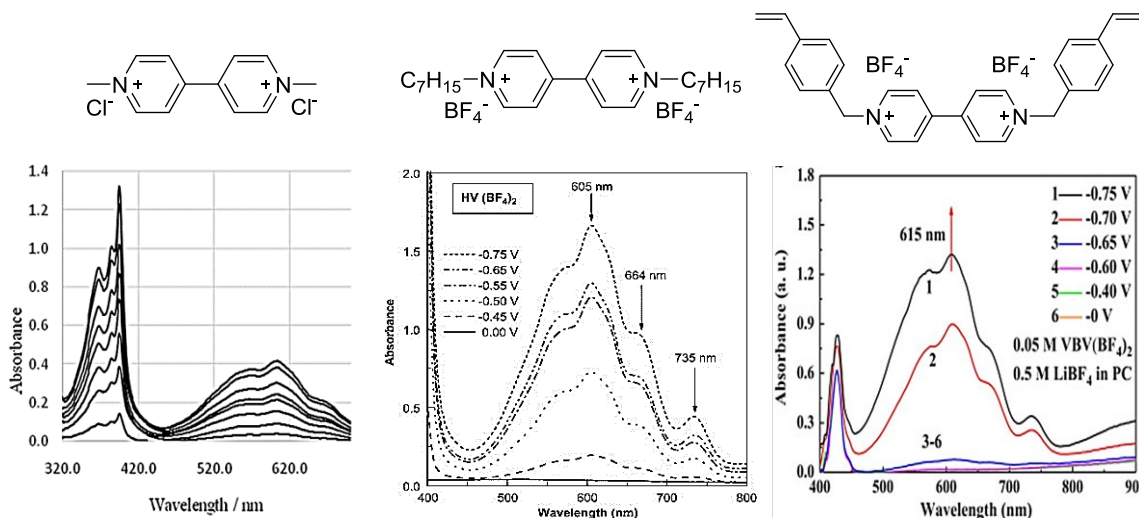 N
+
N
+
Cl-
Cl-
C7H15
N
+
N
+
C7H15
BF4-
BF4-
BF4-
BF4-
N
+
N
+
1.4
1.2
1.0
0.8
0.6
0.4
0.2
0.0
Absorbance
320.0 420.0 520.0 620.0
Wavelength / nm
2.0
1.5
1.0
0.5
0.0
Absorbance
HV (BF4)2
605 nm
664 nm
735 nm
-0.75 V
-0.65 V
-0.55 V
-0.50 V
-0.45 V
0.00 V
400 500 600 700 800
Wavelength (nm)
1.8
1.5
1.2
0.9
0.6
0.3
0.0
Absorbance (a. u.)
615 nm
1 -0.75 V
2 -0.70 V
3 -0.65 V
4 -0.60 V
5 -0.40 V
6 -0 V
1
2
3-6
0.05 M VBV(BF4)2
0.5 M LiBF4 in PC
400 500 600 700 800 900
Wavelength (nm)